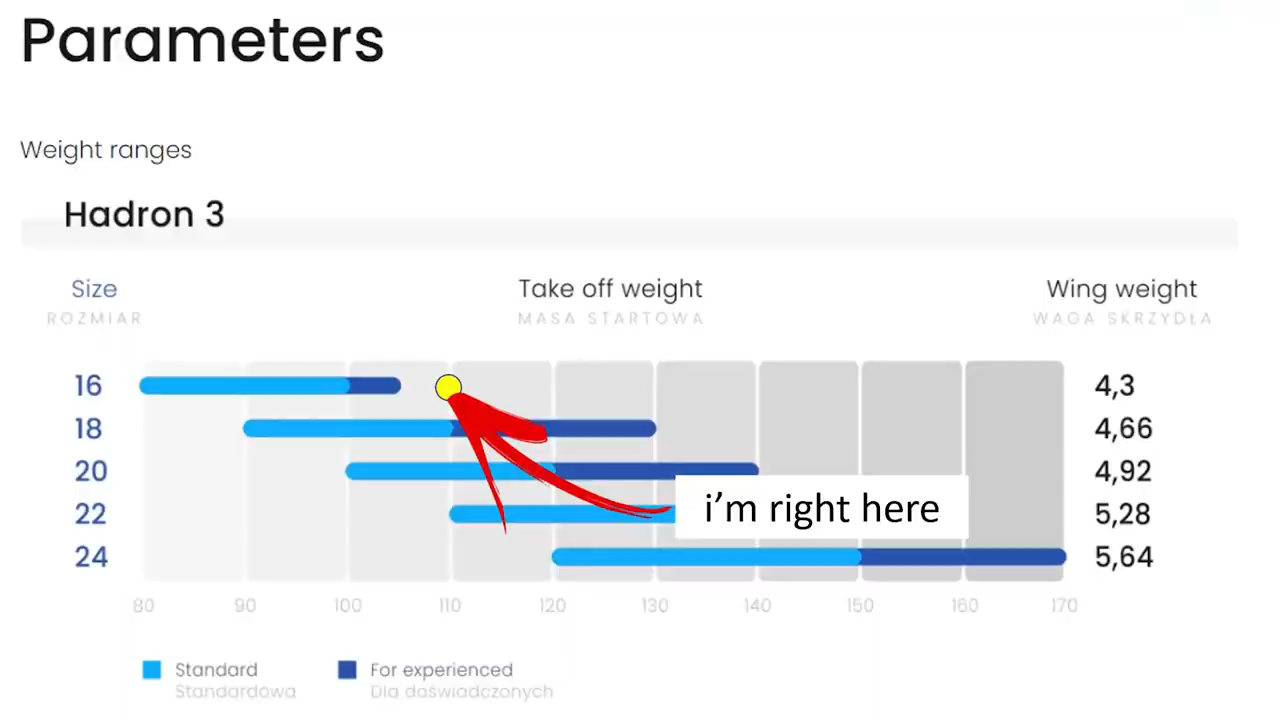 Parameters
Weight ranges
Hadron 3
Size Take off weight Wing weight
ROZMIAR MASA STARTOWA WAGA SKRZYDŁA
16 4,3
18 4,66
20 4,92
22 i'm right here 5,28
24 5,64
80 90 100 110 120 130 140 150 160 170
Standard For experienced
Standardowa Dla doświadczonych